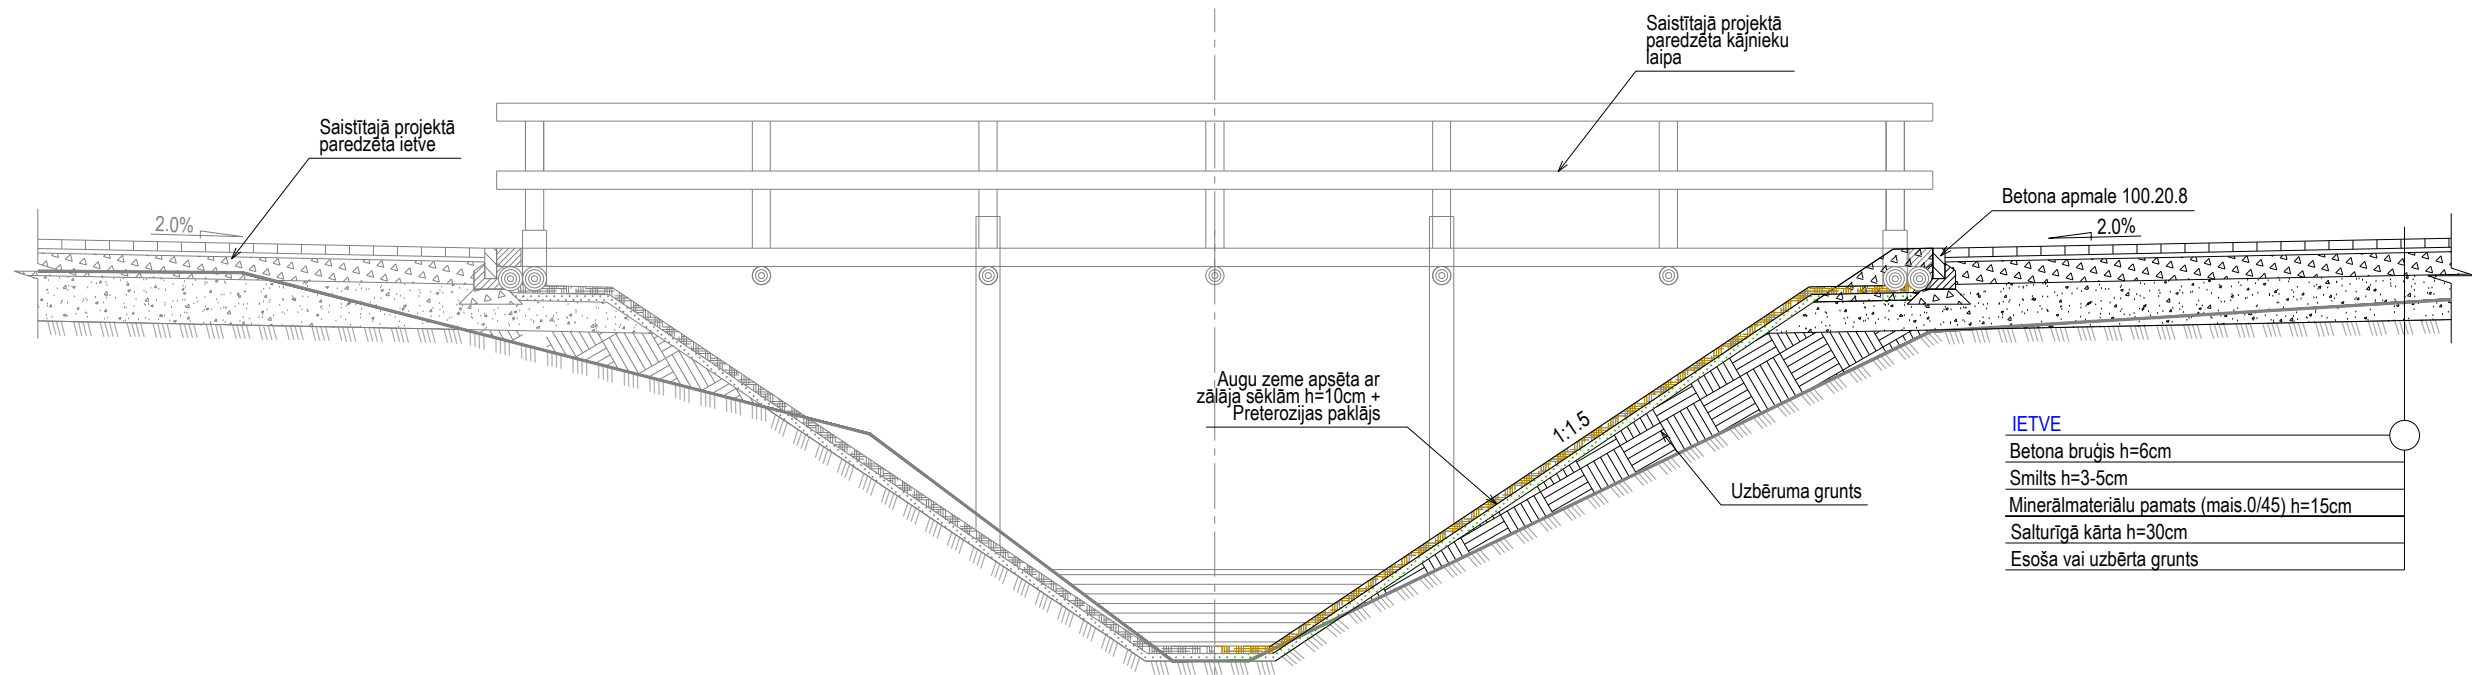 Saistītajā projektā
paredzēta kājnieku
laipa
Saistītajā projektā
paredzēta ietve
2.0%
Betona apmale 100.20.8
2.0%
Augu zeme apsēta ar
zālāja sēklām h=10cm +
Preterozijas paklājs
1:1.5
Uzbēruma grunts
IETVE
Betona bruģis h=6cm
Smilts h=3-5cm
Minerālmateriālu pamats (mais.0/45) h=15cm
Salturīgā kārta h=30cm
Esoša vai uzbērta grunts